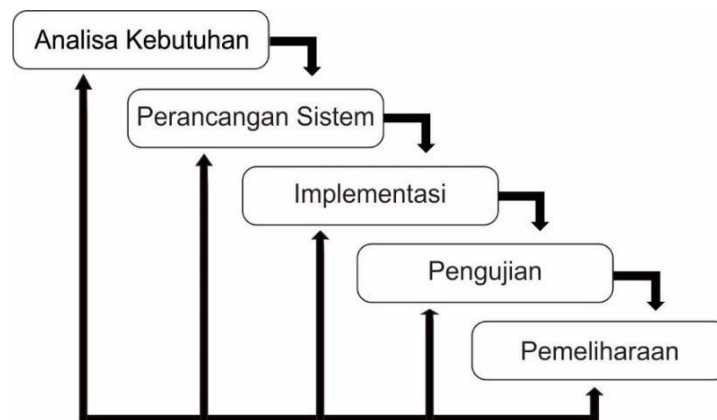 Analisa Kebutuhan
Perancangan Sistem
Implementasi
Pengujian
Pemeliharaan